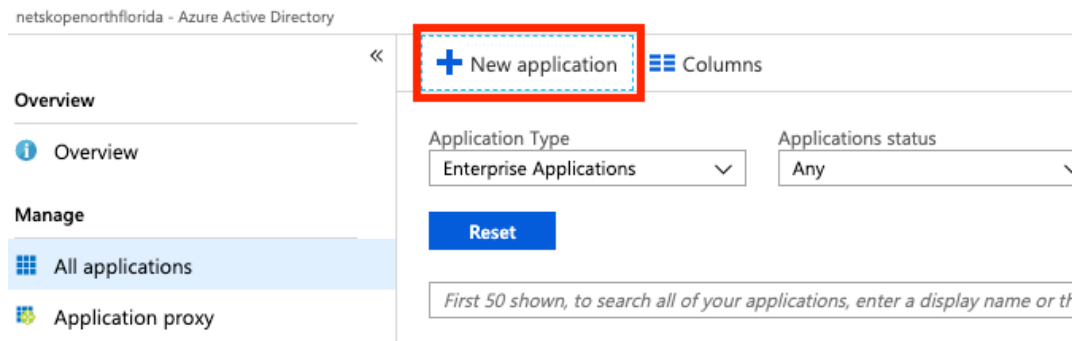 netskopenorthflorida - Azure Active Directory
«
Overview
Overview
Manage
All applications
Application proxy
New application
Columns
Application Type
Enterprise Applications
Applications status
Any
Reset
First 50 shown, to search all of your applications, enter a display name or th